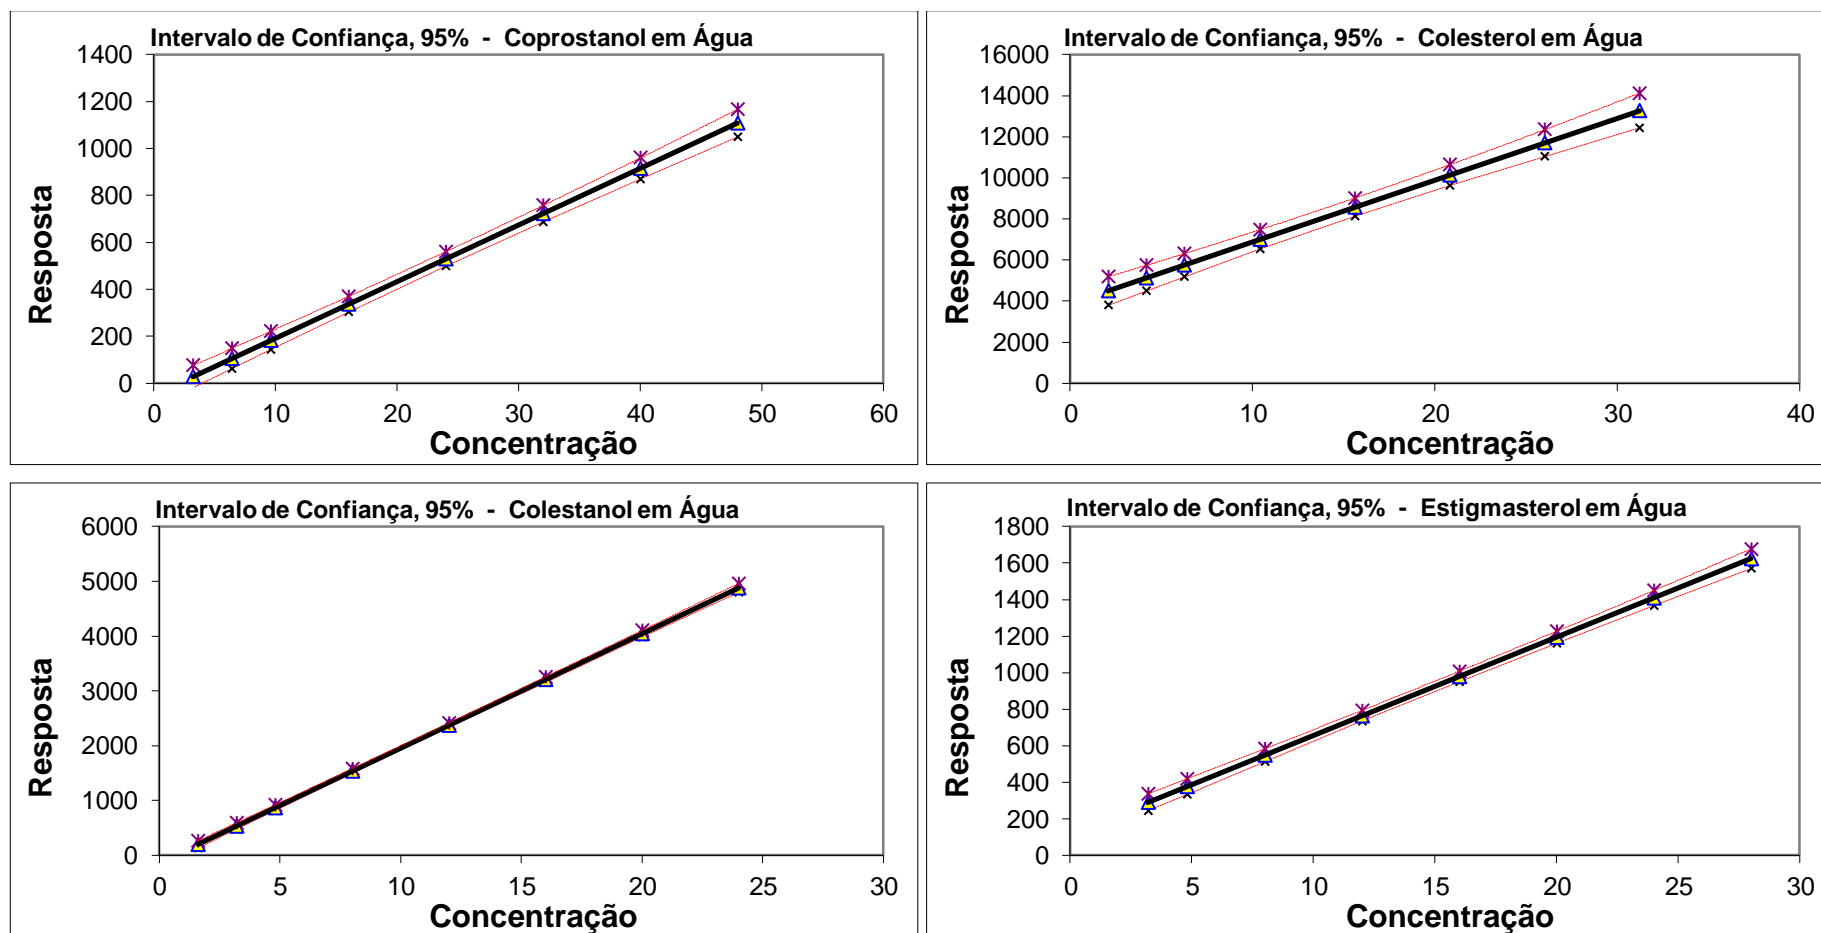 Intervalo de Confiança, 95% - Coprostanol em Água
1400
1200
1000
800
600
400
200
0
0 10 20 30 40 50 60
Resposta
Concentração
Intervalo de Confiança, 95% - Colesterol em Água
16000
14000
12000
10000
8000
6000
4000
2000
0
0 10 20 30 40
Resposta
Concentração
Intervalo de Confiança, 95% - Colestanol em Água
6000
5000
4000
3000
2000
1000
0
0 5 10 15 20 25 30
Resposta
Concentração
Intervalo de Confiança, 95% - Estigmasterol em Água
1800
1600
1400
1200
1000
800
600
400
200
0
0 5 10 15 20 25 30
Resposta
Concentração